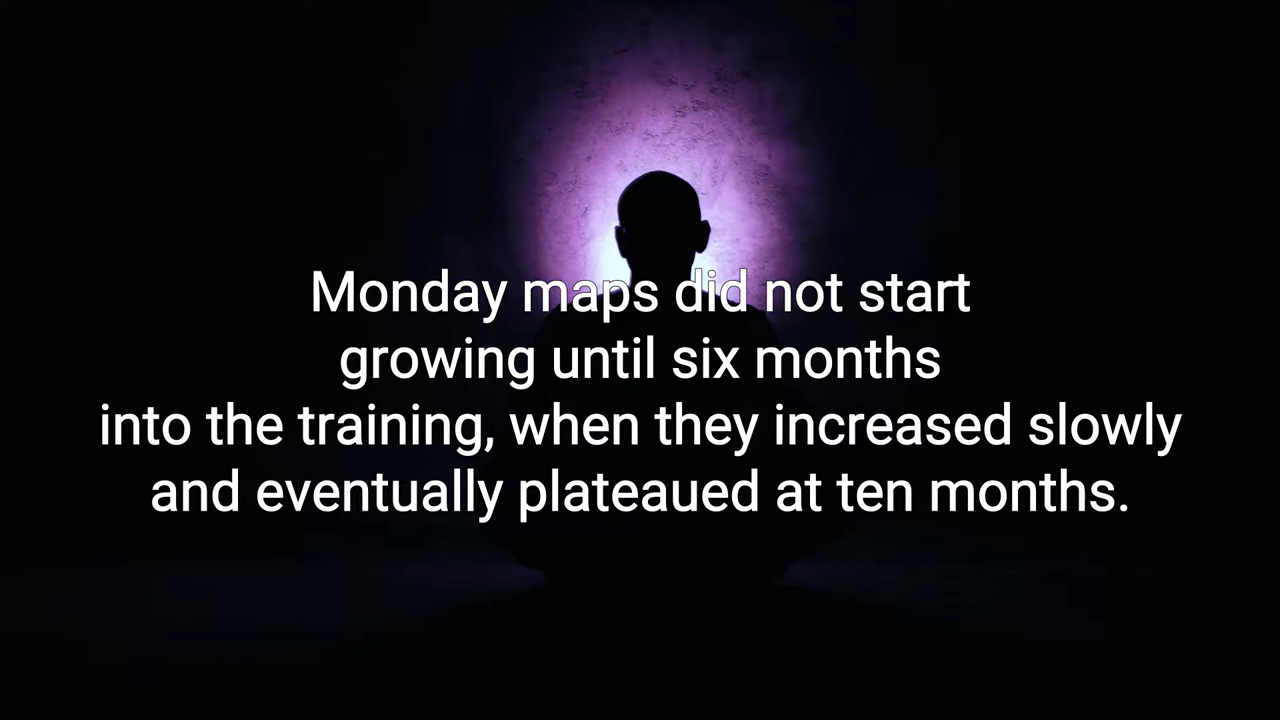 Monday maps did not start
growing until six months
into the training, when they increased slowly
and eventually plateaued at ten months.